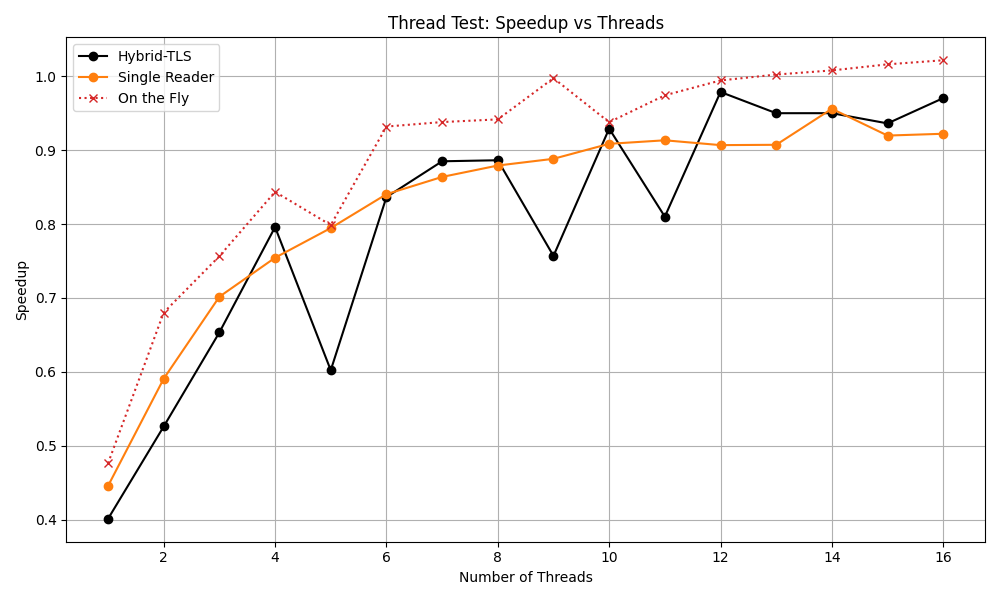 Thread Test: Speedup vs Threads
Hybrid-TLS
Single Reader
On the Fly
1.0
0.9
0.8
0.7
0.6
0.5
0.4
Speedup
2 4 6 8 10 12 14 16
Number of Threads